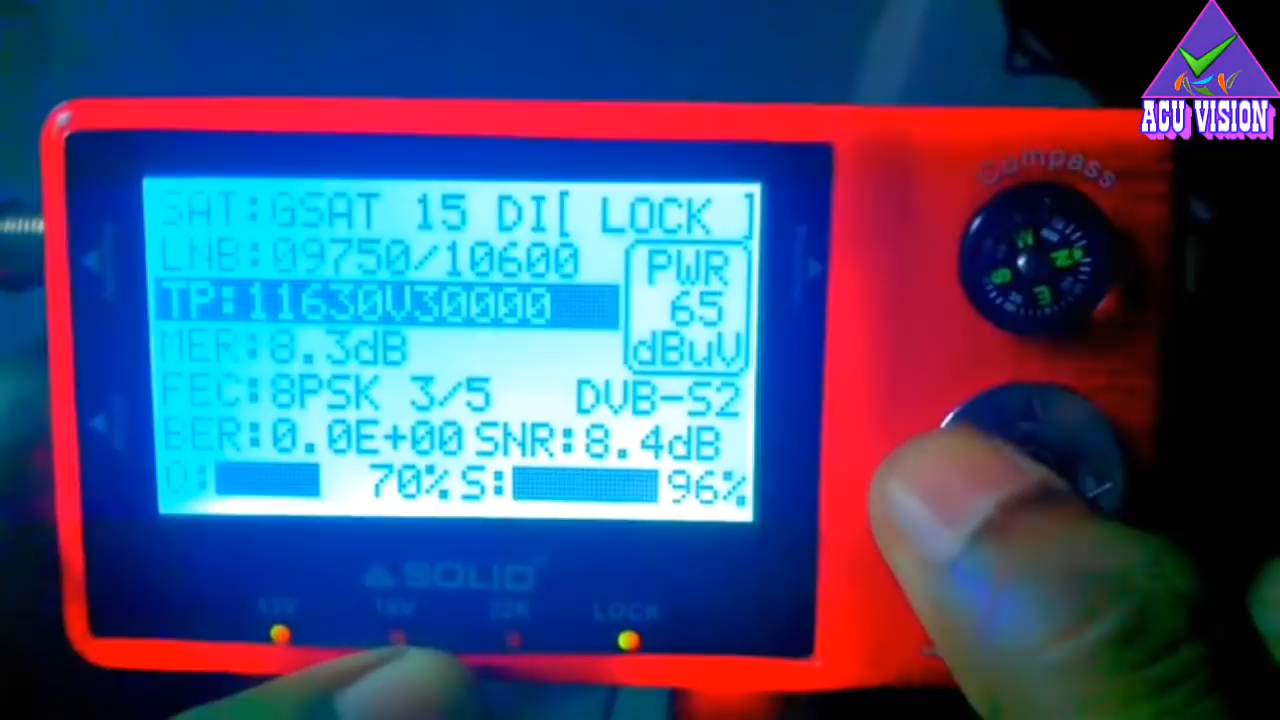 ACU VISION
Compass
SAT:GSAT 15 DI[ LOCK ]
LNB:09750/10600
PWR
TP:11630V30000
65
MER:8.3dB
dBuV
FEC:8PSK 3/5 DVB-S2
BER:0.0E+00 SNR:8.4dB
Q: 70% S: 96%
SOLID
13V 18V 22K LOCK
N
S
E